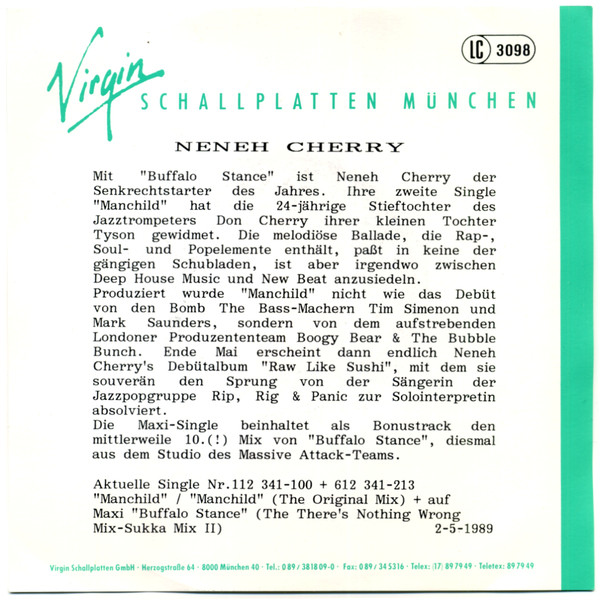 LC 3098
Virgin
SCHALLPLATTEN MÜNCHEN
NENEH CHERRY
Mit "Buffalo Stance" ist Neneh Cherry der
Senkrechtstarter des Jahres. Ihre zweite Single
"Manchild" hat die 24-jährige Stieftochter des
Jazztrompeters Don Cherry ihrer kleinen Tochter
Tyson gewidmet. Die melodiöse Ballade, die Rap-,
Soul- und Popelemente enthält, paßt in keine der
gängigen Schubladen, ist aber irgendwo zwischen
Deep House Music und New Beat anzusiedeln.
Produziert wurde "Manchild" nicht wie das Debüt
von den Bomb The Bass-Machern Tim Simenon und
Mark Saunders, sondern von dem aufstrebenden
Londoner Produzententeam Boogy Bear & The Bubble
Bunch. Ende Mai erscheint dann endlich Neneh
Cherry's Debütalbum "Raw Like Sushi", mit dem sie
souverän den Sprung von der Sängerin der
Jazzpopgruppe Rip, Rig & Panic zur Solointerpretin
absolviert.
Die Maxi-Single beinhaltet als Bonustrack den
mittlerweile 10.(!) Mix von "Buffalo Stance", diesmal
aus dem Studio des Massive Attack-Teams.
Aktuelle Single Nr.112 341-100 + 612 341-213
"Manchild" / "Manchild" (The Original Mix) + auf
Maxi "Buffalo Stance" (The There's Nothing Wrong
Mix-Sukka Mix II) 2-5-1989
Virgin Schallplatten GmbH · Herzogstraße 64 · 8000 München 40 · Tel.: 0 89 / 38 18 09-0 · Fax: 0 89 / 34 53 16 · Telex: (17) 89 79 49 · Teletex: 89 79 49